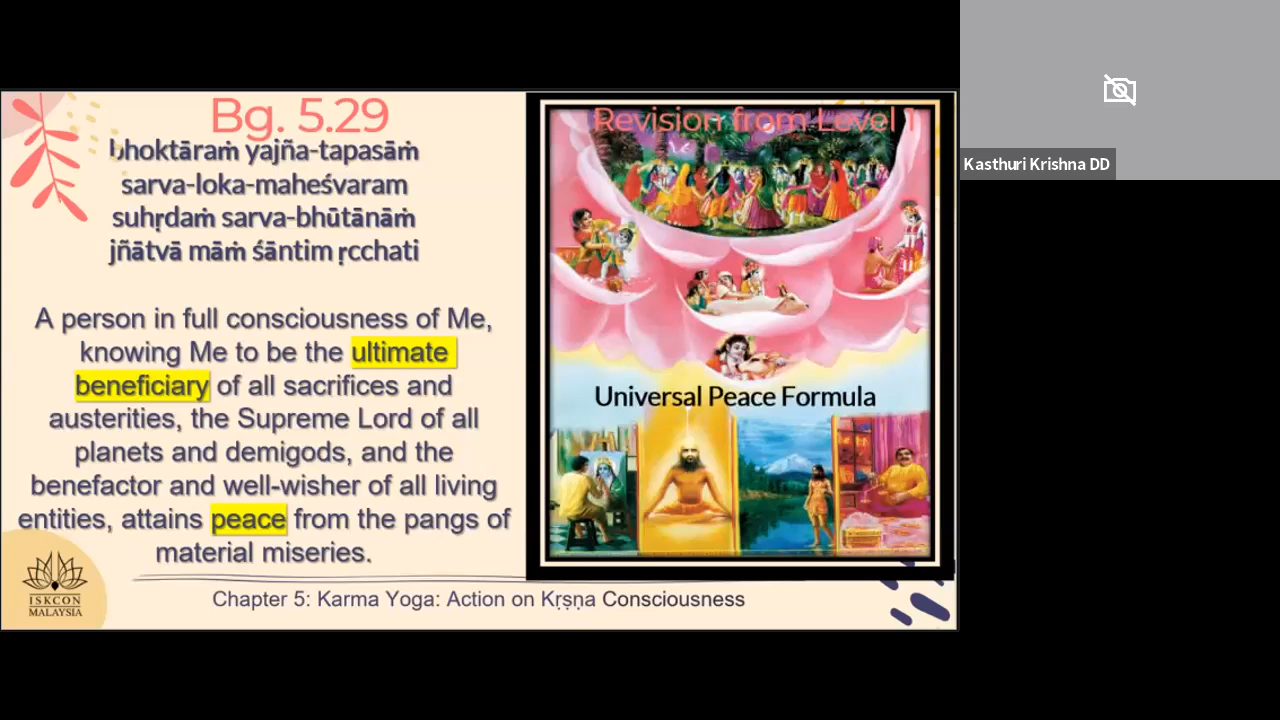 Bg. 5.29
bhoktāraṁ yajña-tapasāṁ
sarva-loka-maheśvaram
suhṛdaṁ sarva-bhūtānāṁ
jñātvā māṁ śāntim ṛcchati
A person in full consciousness of Me,
knowing Me to be the ultimate
beneficiary of all sacrifices and
austerities, the Supreme Lord of all
planets and demigods, and the
benefactor and well-wisher of all living
entities, attains peace from the pangs of
material miseries.
Revision from Level 1
Universal Peace Formula
ISKCON
MALAYSIA
Chapter 5: Karma Yoga: Action on Kṛṣṇa Consciousness
Kasthuri Krishna DD